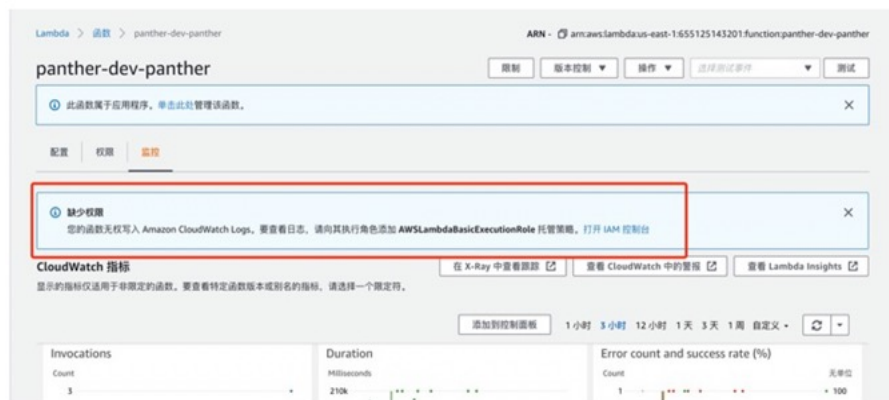 Lambda > 函数 > panther-dev-panther
ARN - arn:aws:lambda:us-east-1:655125143201:function:panther-dev-panther
panther-dev-panther
限制 版本控制 ▼ 操作 ▼ 选择测试事件 ▼ 测试
此函数属于应用程序。单击此处管理该函数。
配置 权限 监控
缺少权限
您的函数无权写入 Amazon CloudWatch Logs。要查看日志，请向其执行角色添加 AWSLambdaBasicExecutionRole 托管策略。打开 IAM 控制台
CloudWatch 指标
在 X-Ray 中查看跟踪 查看 CloudWatch 中的警报 查看 Lambda Insights
显示的指标仅适用于非限定的函数。要查看特定函数版本或别名的指标，请选择一个限定符。
添加到控制面板 1 小时 3 小时 12 小时 1 天 3 天 1 周 自定义
Invocations
Count
3
Duration
Milliseconds
210k
Error count and success rate (%)
Count 无单位
1 100